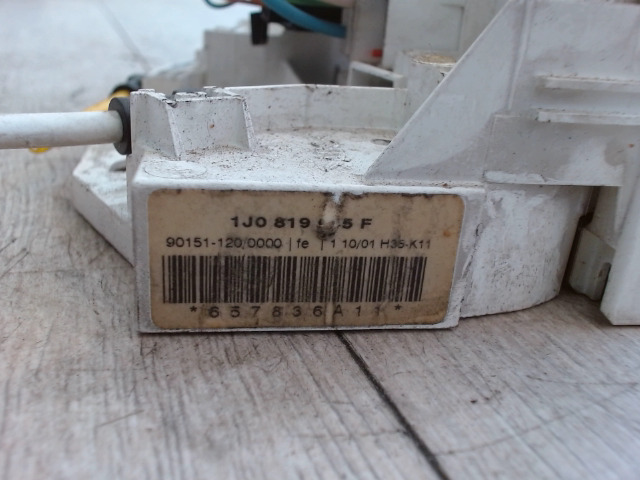 1J0 819 F
90151-120/0000 | fe | 1 10/01 H35-K11
*657836A11*